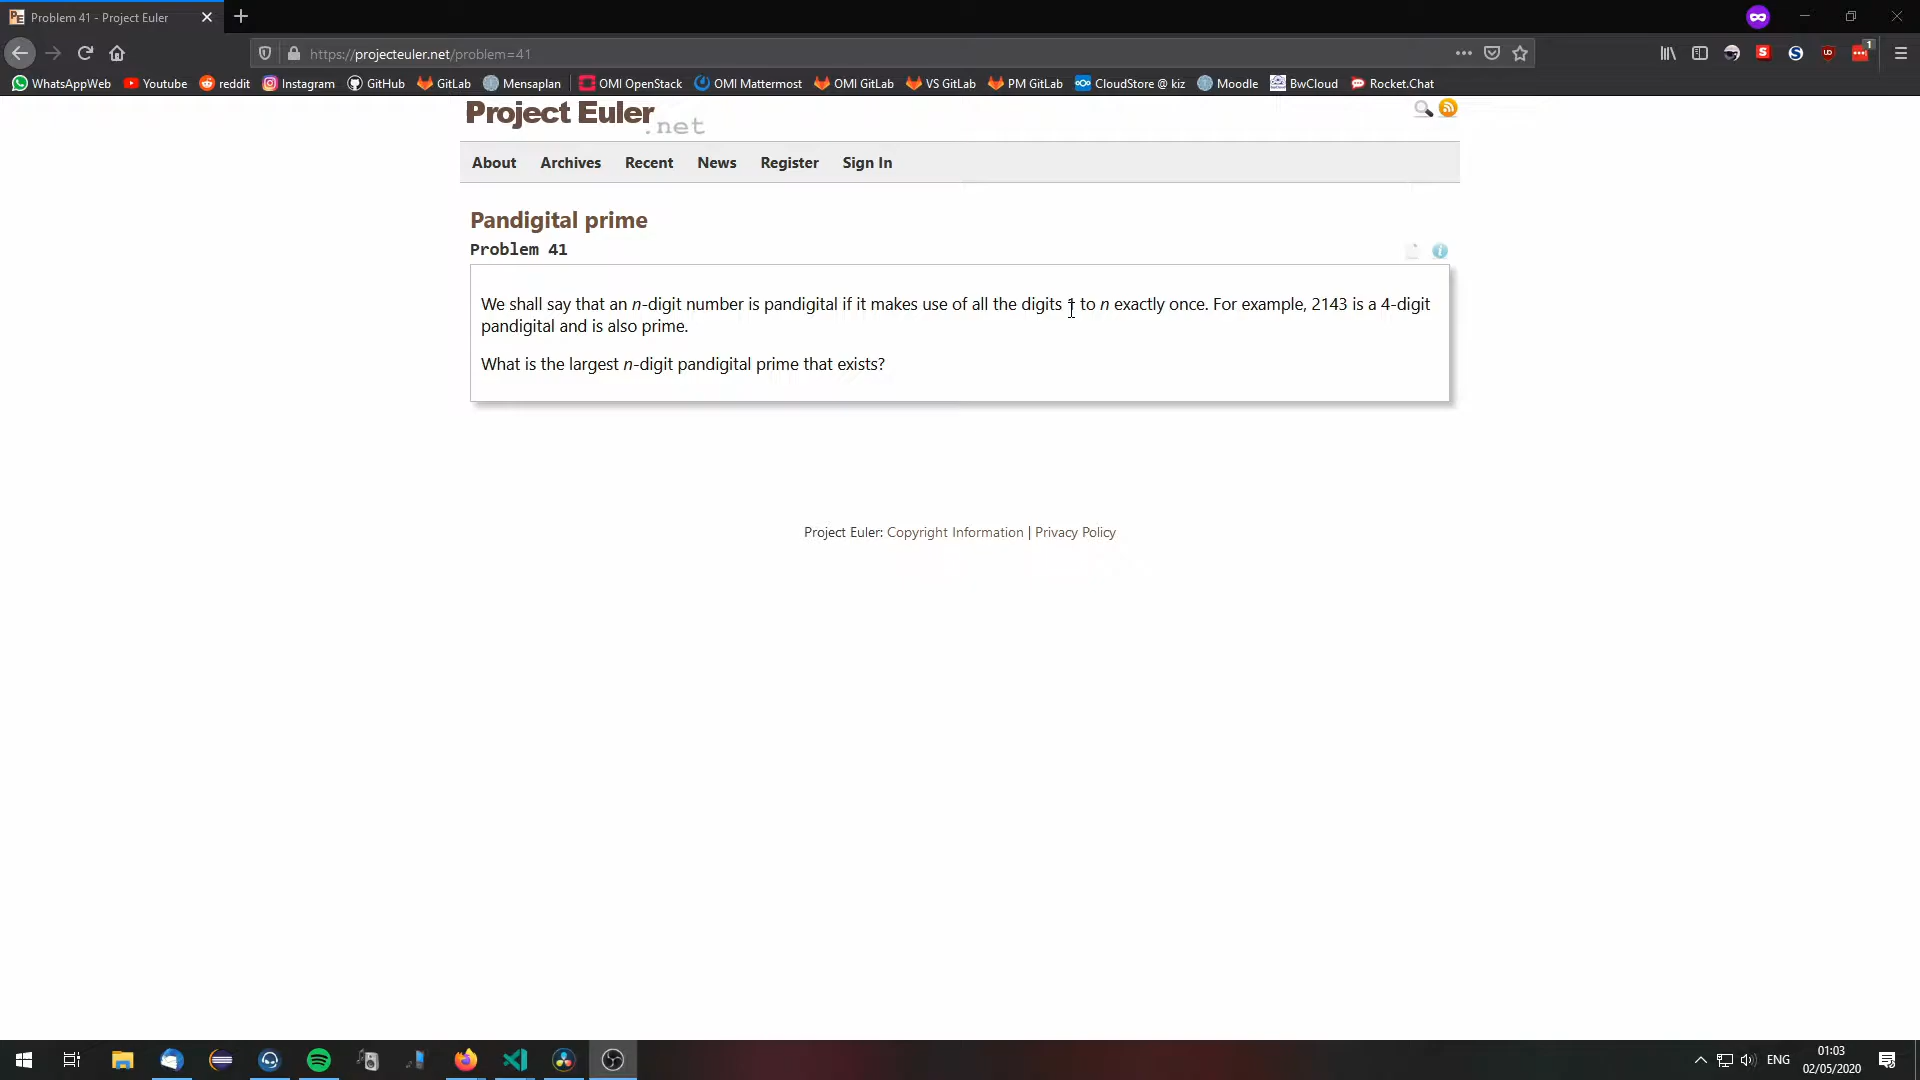 Problem 41 - Project Euler
https://projecteuler.net/problem=41
WhatsAppWeb Youtube reddit Instagram GitHub GitLab Mensaplan OMI OpenStack OMI Mattermost OMI GitLab VS GitLab PM GitLab CloudStore @ kiz Moodle BwCloud Rocket.Chat
Project Euler
.net
About Archives Recent News Register Sign In
Pandigital prime
Problem 41
We shall say that an n-digit number is pandigital if it makes use of all the digits 1 to n exactly once. For example, 2143 is a 4-digit
pandigital and is also prime.
What is the largest n-digit pandigital prime that exists?
Project Euler: Copyright Information | Privacy Policy
ENG
01:03
02/05/2020